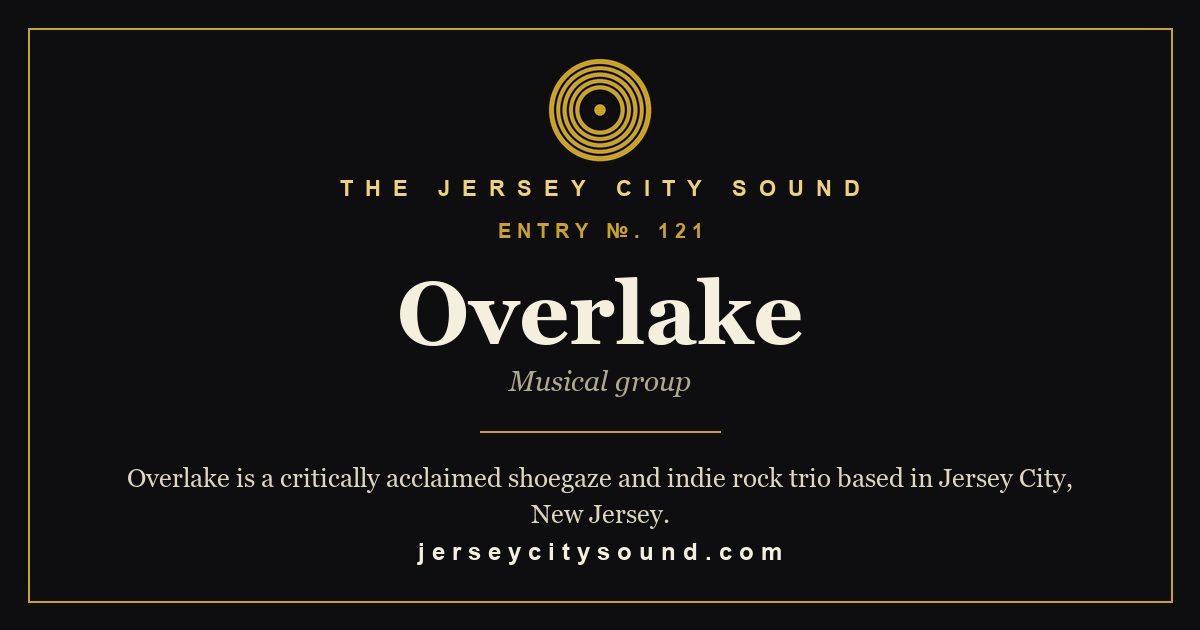 THE JERSEY CITY SOUND
ENTRY №. 121
Overlake
Musical group
Overlake is a critically acclaimed shoegaze and indie rock trio based in Jersey City,
New Jersey.
jerseycitysound.com